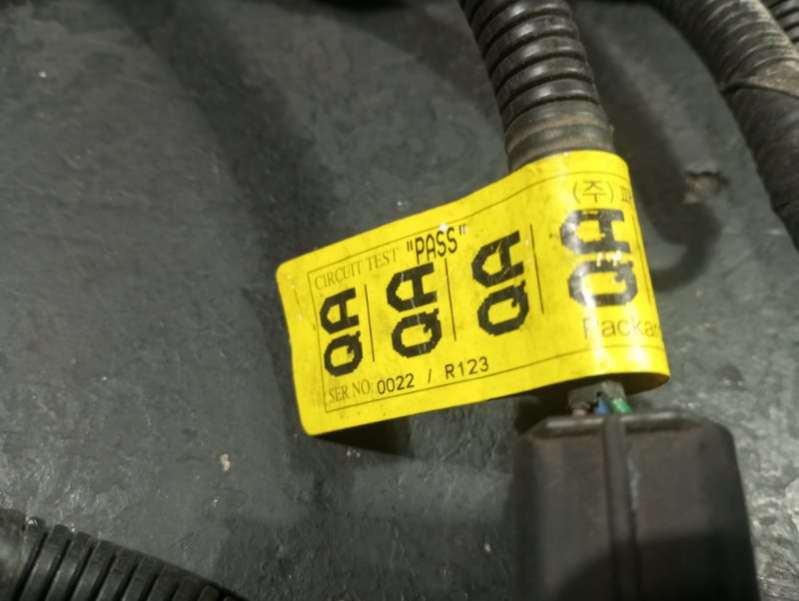 CIRCUIT TEST "PASS"
QA QA QA QA
SER NO: 0022 / R123
(주)